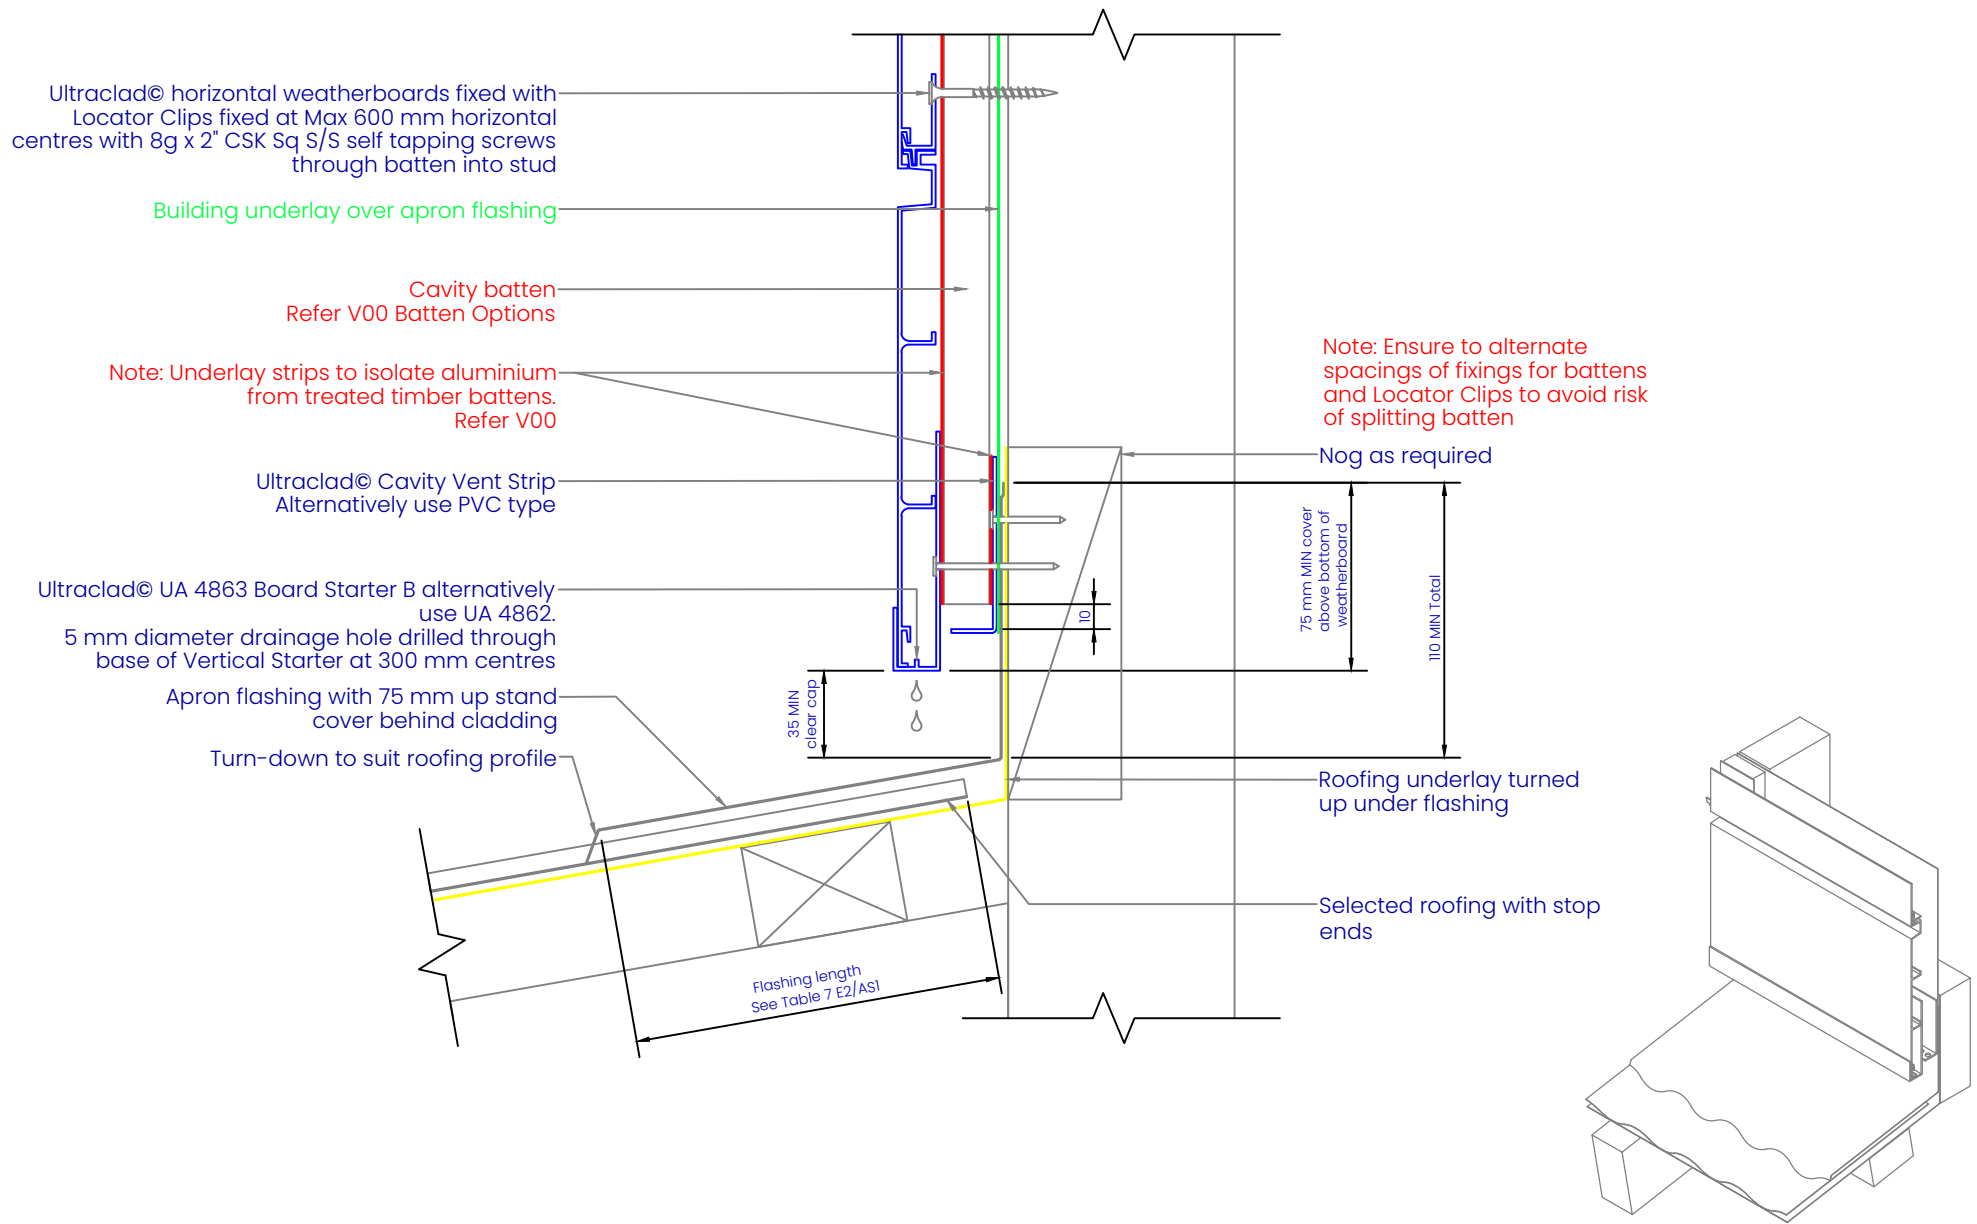 Ultraclad© horizontal weatherboards fixed with
Locator Clips fixed at Max 600 mm horizontal
centres with 8g x 2" CSK Sq S/S self tapping screws
through batten into stud
Building underlay over apron flashing
Cavity batten
Refer V00 Batten Options
Note: Underlay strips to isolate aluminium
from treated timber battens.
Refer V00
Ultraclad© Cavity Vent Strip
Alternatively use PVC type
Ultraclad© UA 4863 Board Starter B alternatively
use UA 4862.
5 mm diameter drainage hole drilled through
base of Vertical Starter at 300 mm centres
Apron flashing with 75 mm up stand
cover behind cladding
Turn-down to suit roofing profile
35 MIN
clear cap
10
75 mm MIN cover
above bottom of
weatherboard
110 MIN Total
Note: Ensure to alternate
spacings of fixings for battens
and Locator Clips to avoid risk
of splitting batten
Nog as required
Roofing underlay turned
up under flashing
Selected roofing with stop
ends
Flashing length
See Table 7 E2/AS1